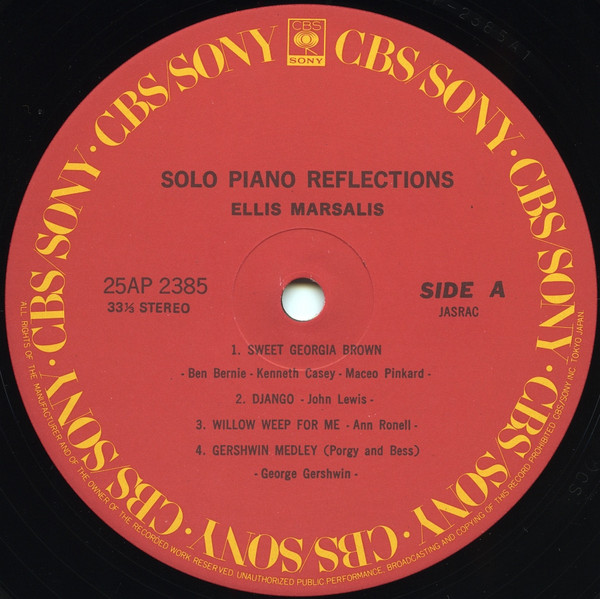 CBS/SONY · CBS/SONY · CBS/SONY · CBS/SONY · CBS/SONY · CBS/SONY · CBS/SONY
CBS
SONY
SOLO PIANO REFLECTIONS
ELLIS MARSALIS
25AP 2385
33⅓ STEREO
SIDE A
JASRAC
1. SWEET GEORGIA BROWN
- Ben Bernie - Kenneth Casey - Maceo Pinkard -
2. DJANGO - John Lewis -
3. WILLOW WEEP FOR ME - Ann Ronell -
4. GERSHWIN MEDLEY (Porgy and Bess)
- George Gershwin -
ALL RIGHTS OF THE MANUFACTURER AND OF THE OWNER OF THE RECORDED WORK RESERVED. UNAUTHORIZED PUBLIC PERFORMANCE, BROADCASTING AND COPYING OF THIS RECORD PROHIBITED. CBS/SONY INC. TOKYO JAPAN.